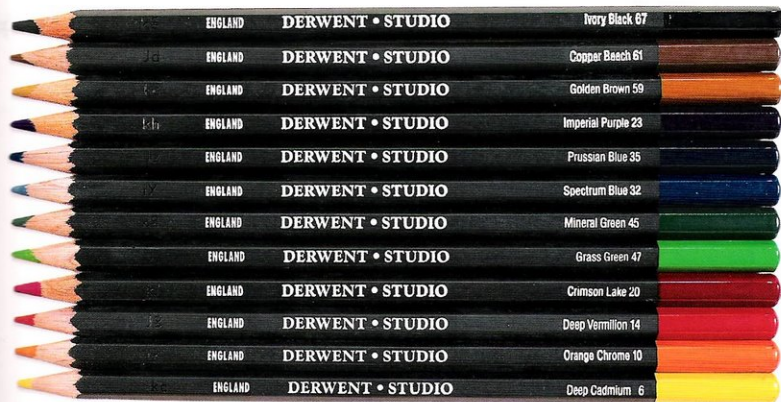 ENGLAND DERWENT • STUDIO Ivory Black 67
ENGLAND DERWENT • STUDIO Copper Beech 61
ENGLAND DERWENT • STUDIO Golden Brown 59
ENGLAND DERWENT • STUDIO Imperial Purple 23
ENGLAND DERWENT • STUDIO Prussian Blue 35
ENGLAND DERWENT • STUDIO Spectrum Blue 32
ENGLAND DERWENT • STUDIO Mineral Green 45
ENGLAND DERWENT • STUDIO Grass Green 47
ENGLAND DERWENT • STUDIO Crimson Lake 20
ENGLAND DERWENT • STUDIO Deep Vermilion 14
ENGLAND DERWENT • STUDIO Orange Chrome 10
ENGLAND DERWENT • STUDIO Deep Cadmium 6